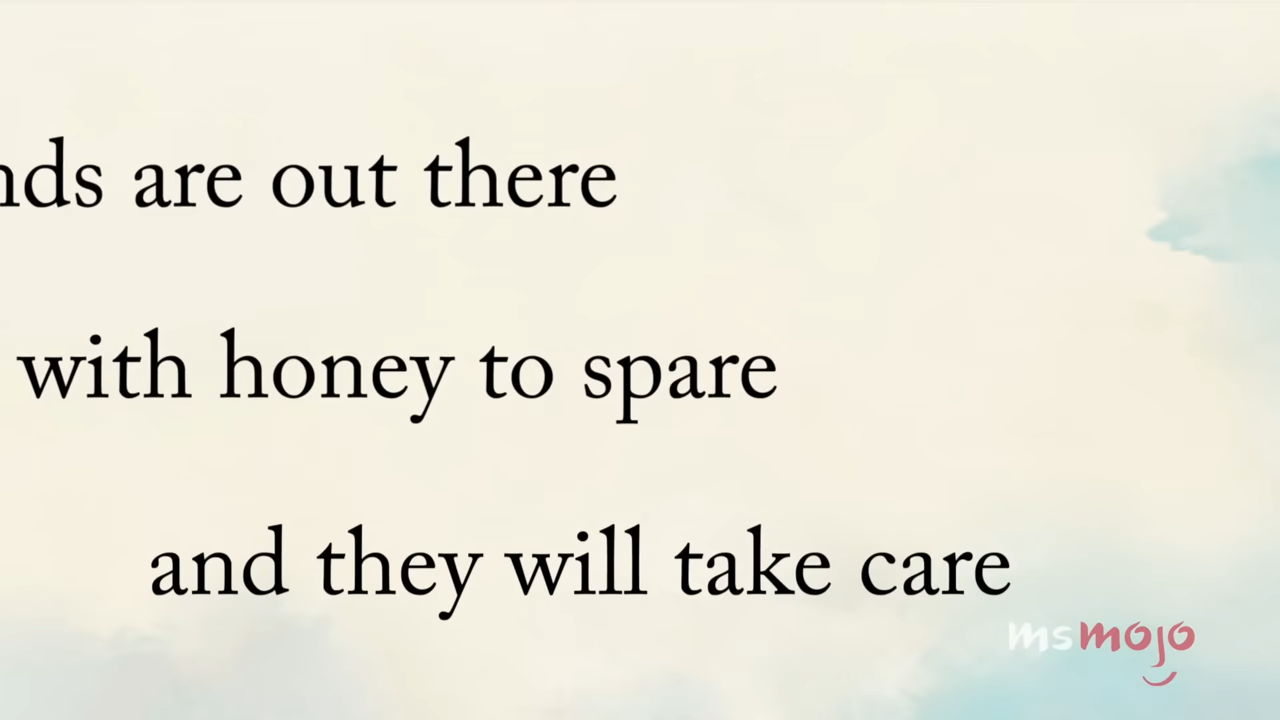 nds are out there
with honey to spare
and they will take care
msmojo